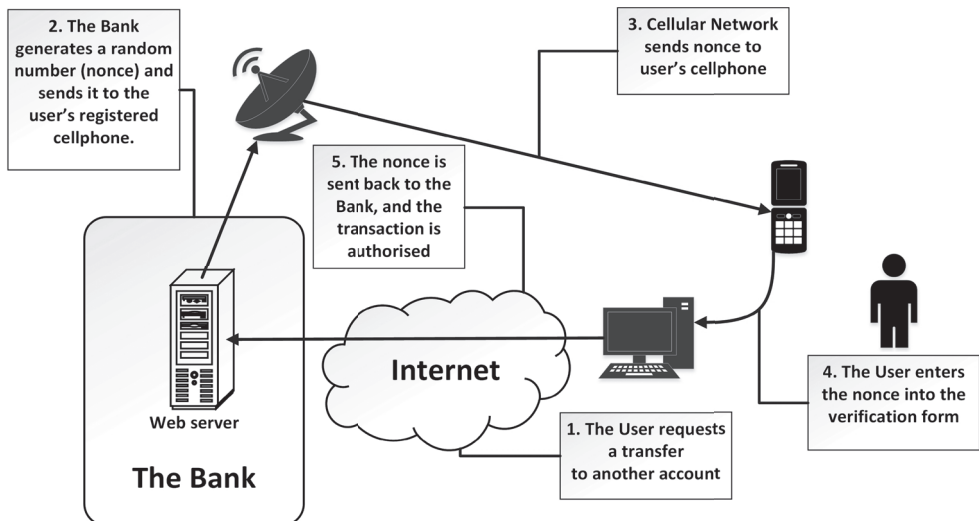 2. The Bank
generates a random
number (nonce) and
sends it to the
user's registered
cellphone.
3. Cellular Network
sends nonce to
user's cellphone
5. The nonce is
sent back to the
Bank, and the
transaction is
authorised
Internet
4. The User enters
the nonce into the
verification form
Web server
1. The User requests
a transfer
to another account
The Bank